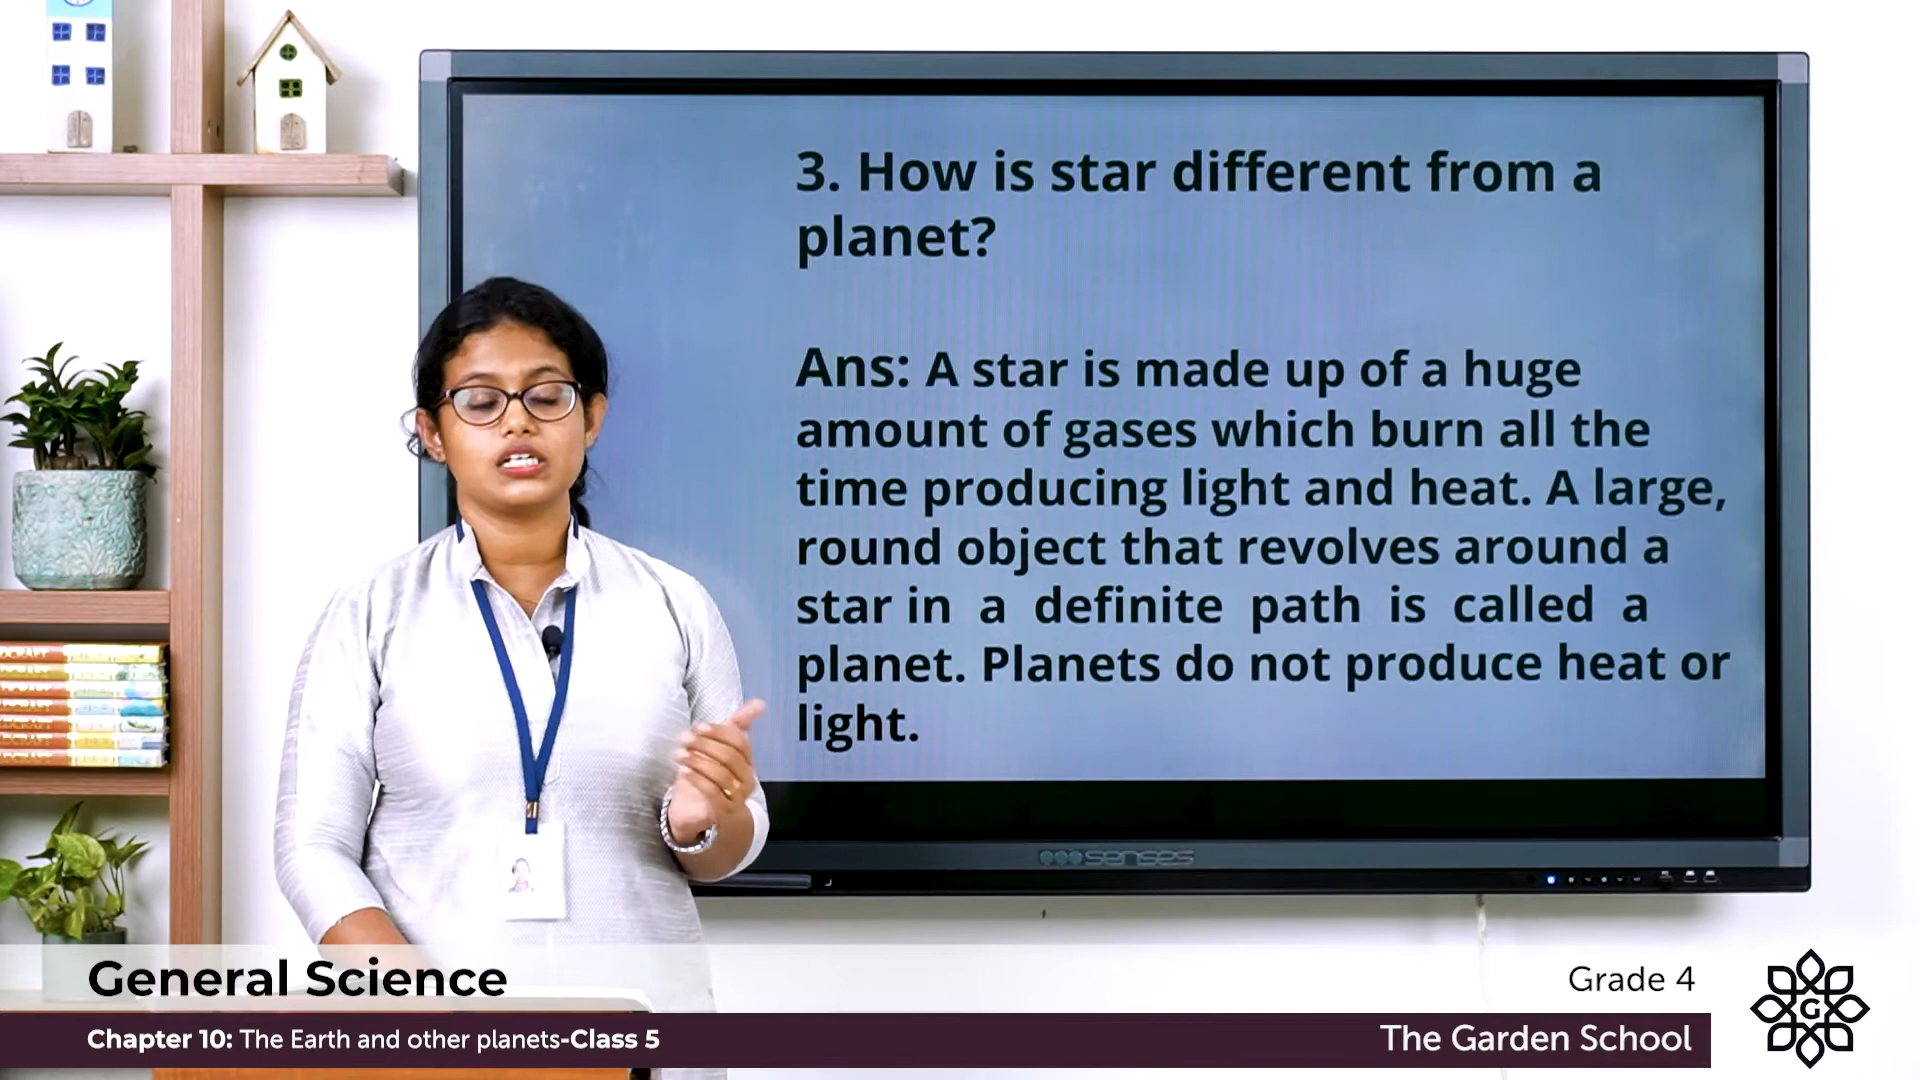 3. How is star different from a
planet?
Ans: A star is made up of a huge
amount of gases which burn all the
time producing light and heat. A large,
round object that revolves around a
star in a definite path is called a
planet. Planets do not produce heat or
light.
senses
General Science
Grade 4
Chapter 10: The Earth and other planets-Class 5
The Garden School
G